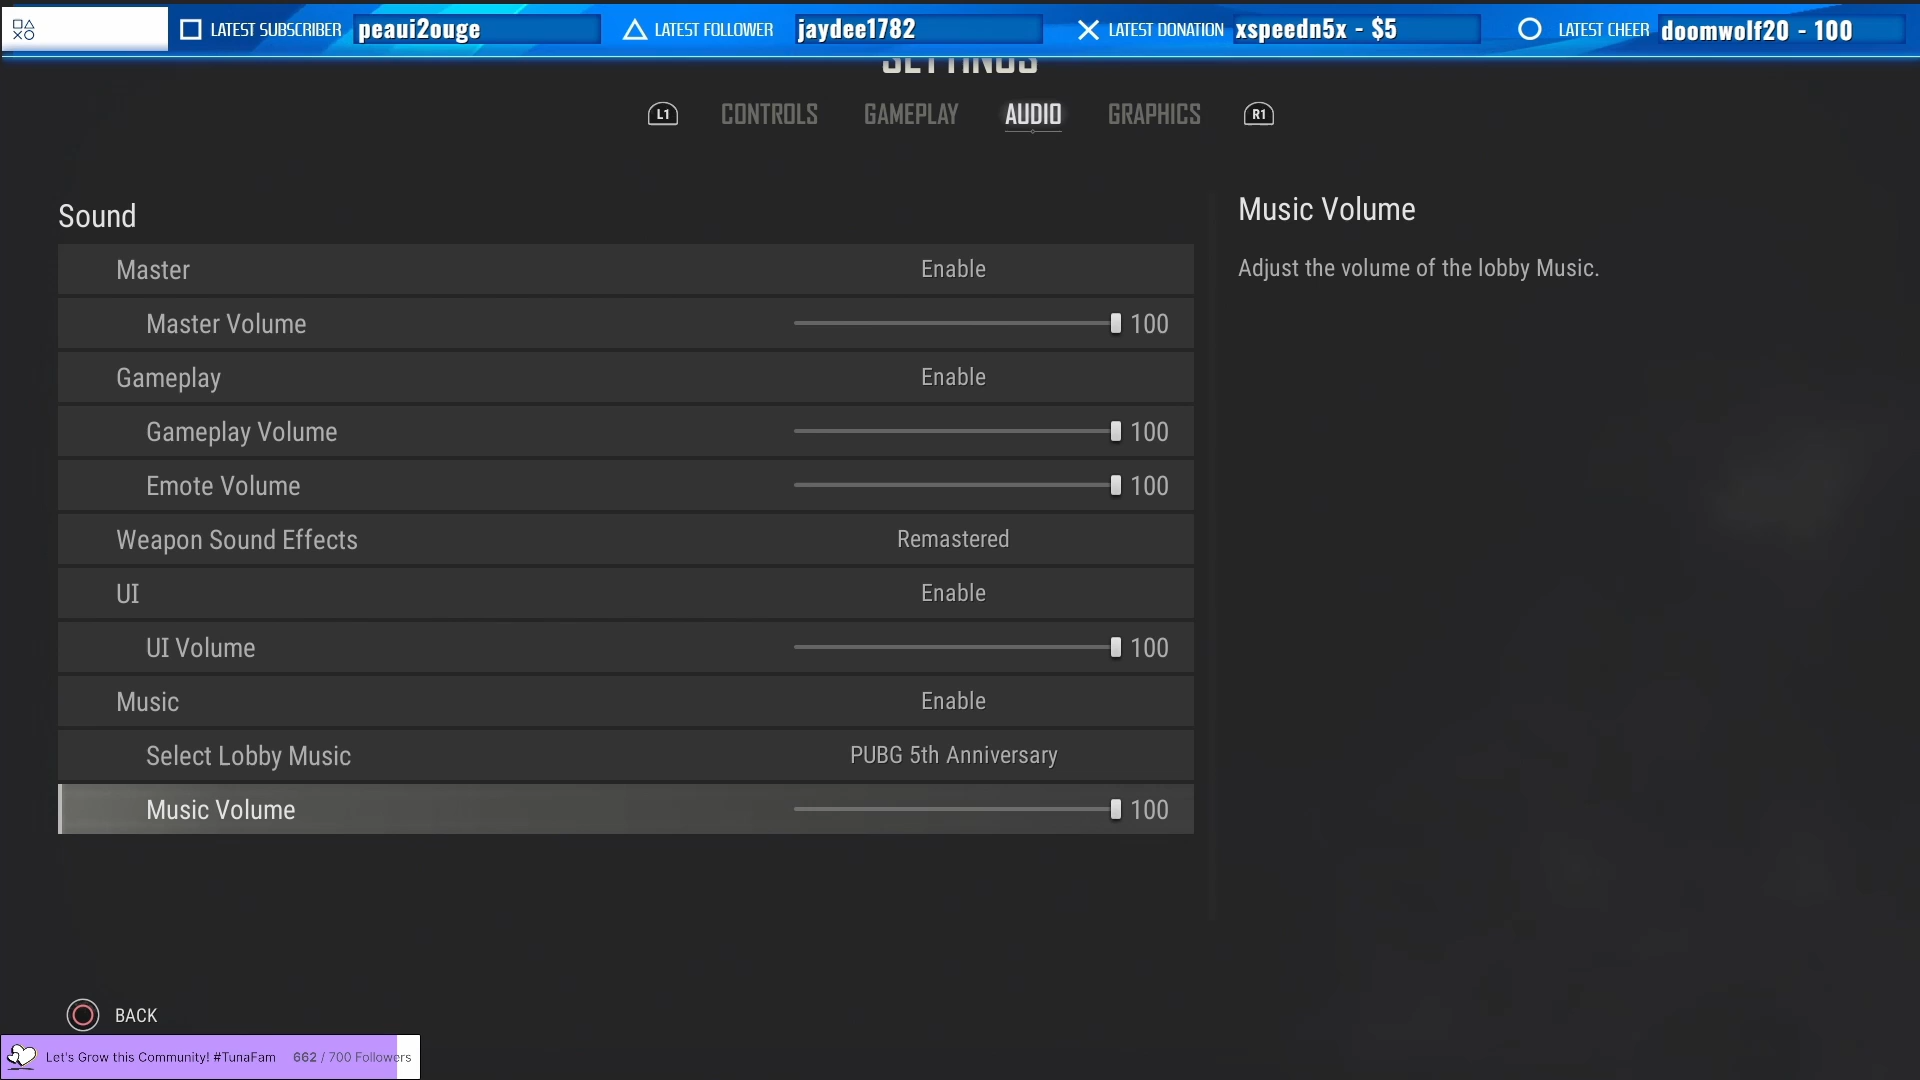 LATEST SUBSCRIBER peaui2ouge LATEST FOLLOWER jaydee1782 LATEST DONATION xspeedn5x - $5 LATEST CHEER doomwolf20 - 100
SETTINGS
L1 CONTROLS GAMEPLAY AUDIO GRAPHICS R1
Sound
Master Enable
Master Volume 100
Gameplay Enable
Gameplay Volume 100
Emote Volume 100
Weapon Sound Effects Remastered
UI Enable
UI Volume 100
Music Enable
Select Lobby Music PUBG 5th Anniversary
Music Volume 100
Music Volume
Adjust the volume of the lobby Music.
BACK
Let's Grow this Community! #TunaFam 662 / 700 Followers